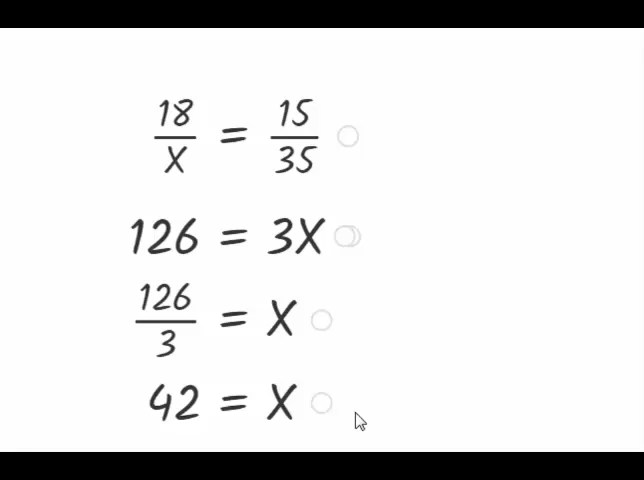 18/X = 15/35
126 = 3X
126/3 = X
42 = X